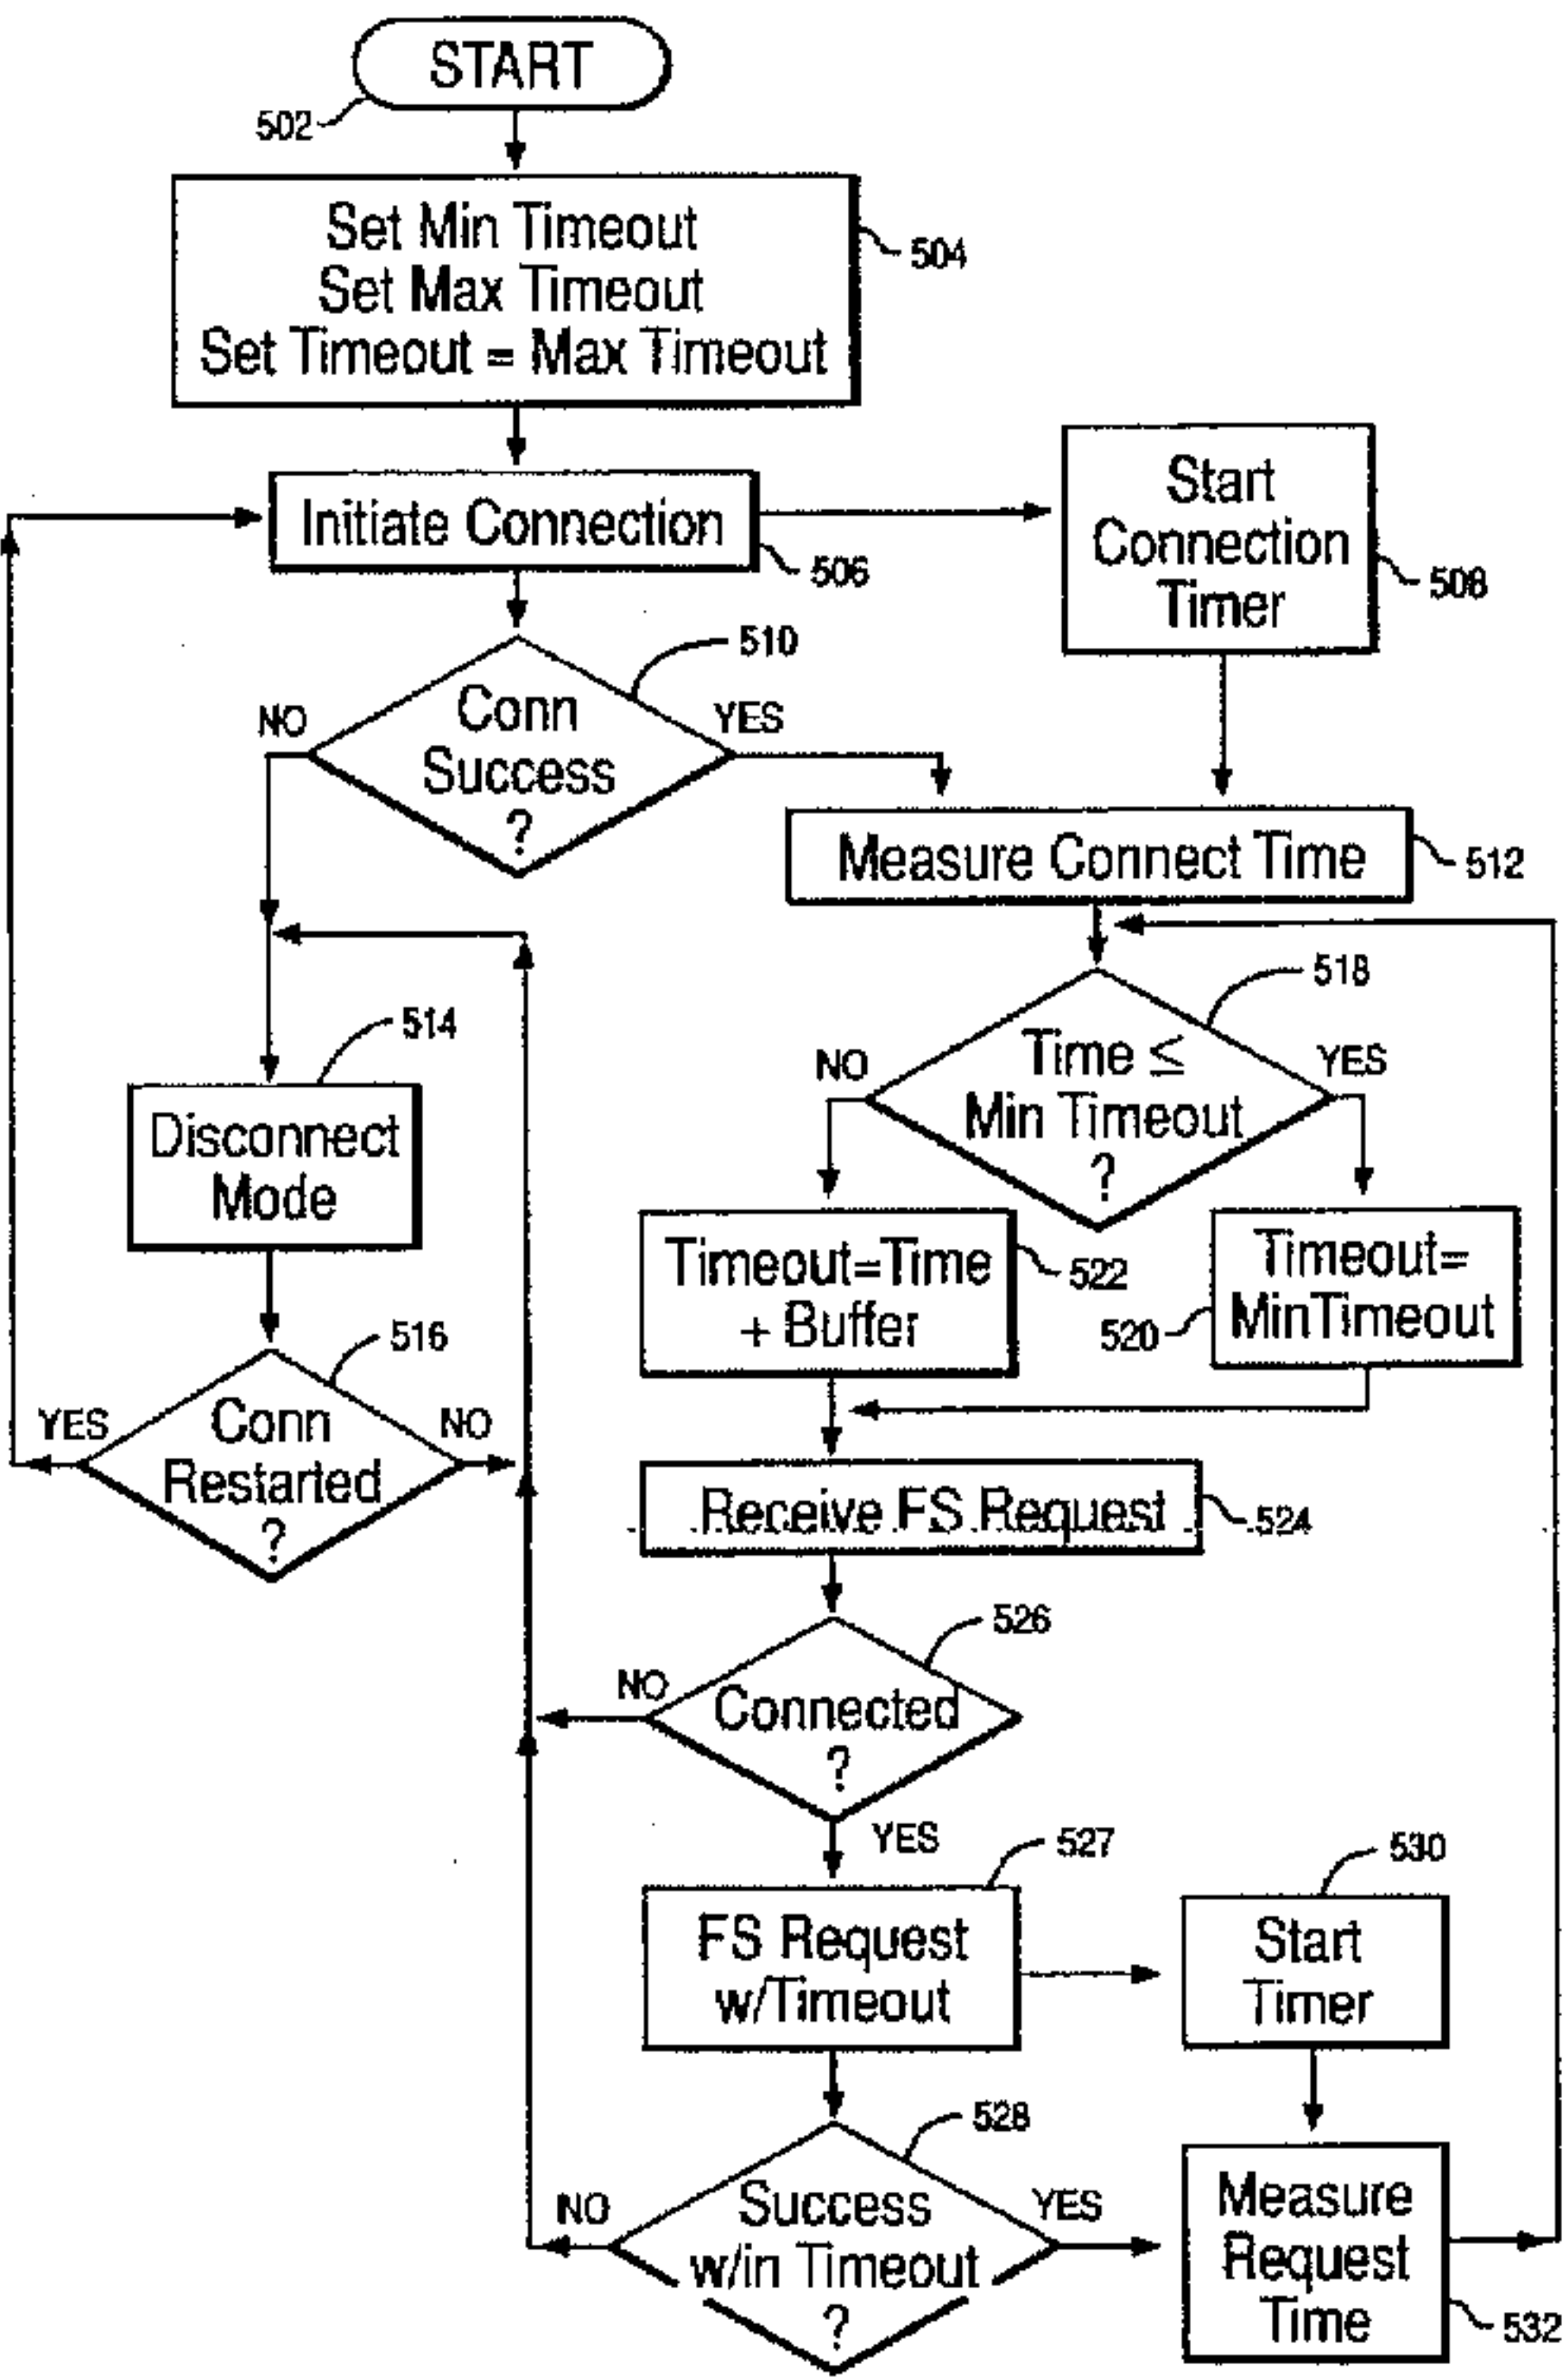 START
502
Set Min Timeout
Set Max Timeout
Set Timeout = Max Timeout
504
Initiate Connection
506
Start
Connection
Timer
508
510
NO
Conn
Success
?
YES
Measure Connect Time
512
514
Disconnect
Mode
518
NO
Time ≤
Min Timeout
?
YES
Timeout=Time
+ Buffer
522
Timeout=
MinTimeout
520
516
YES
Conn
Restarted
?
NO
Receive FS Request
524
526
NO
Connected
?
YES
527
FS Request
w/Timeout
530
Start
Timer
528
NO
Success
w/in Timeout
?
YES
Measure
Request
Time
532